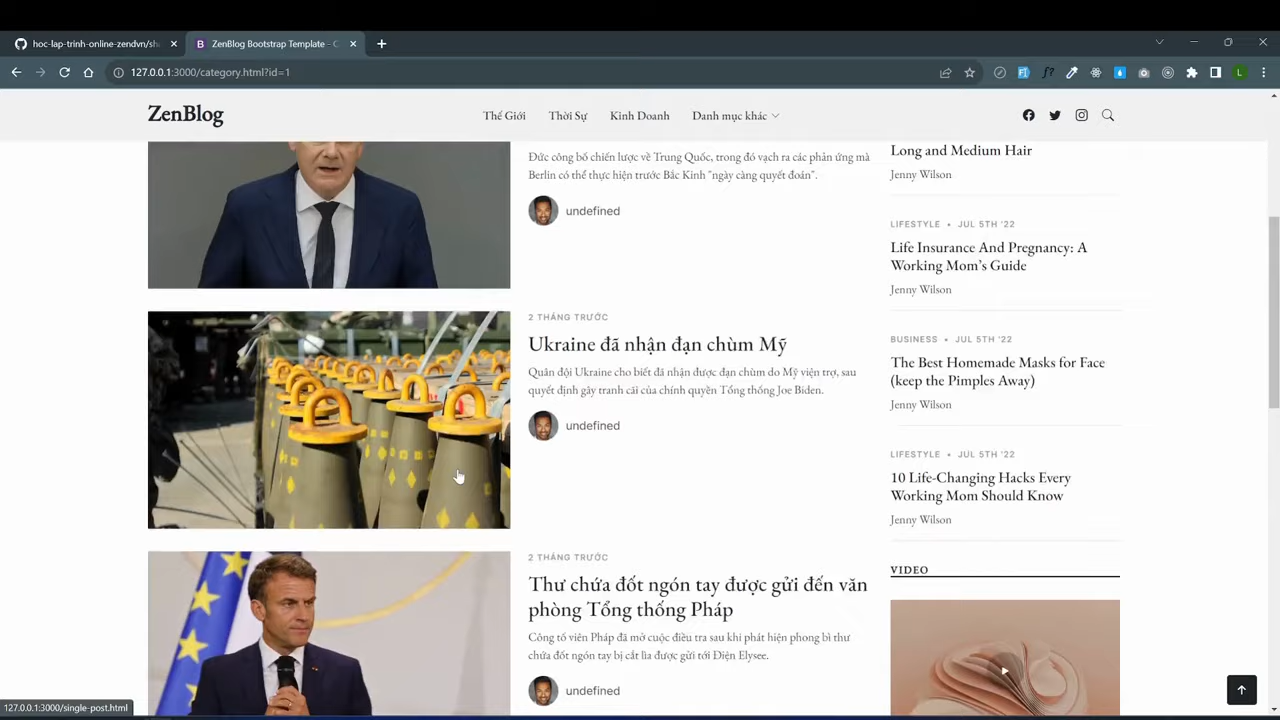 hoc-lap-trinh-online-zendvn/sh
ZenBlog Bootstrap Template - C
127.0.0.1:3000/category.html?id=1
ZenBlog
Thế Giới
Thời Sự
Kinh Doanh
Danh mục khác
Đức công bố chiến lược về Trung Quốc, trong đó vạch ra các phản ứng mà
Berlin có thể thực hiện trước Bắc Kinh "ngày càng quyết đoán".
undefined
2 THÁNG TRƯỚC
Ukraine đã nhận đạn chùm Mỹ
Quân đội Ukraine cho biết đã nhận được đạn chùm do Mỹ viện trợ, sau
quyết định gây tranh cãi của chính quyền Tổng thống Joe Biden.
undefined
2 THÁNG TRƯỚC
Thư chứa đốt ngón tay được gửi đến văn
phòng Tổng thống Pháp
Công tố viên Pháp đã mở cuộc điều tra sau khi phát hiện phong bì thư
chứa đốt ngón tay bị cắt lìa được gửi tới Điện Elysee.
undefined
Long and Medium Hair
Jenny Wilson
LIFESTYLE • JUL 5TH '22
Life Insurance And Pregnancy: A
Working Mom's Guide
Jenny Wilson
BUSINESS • JUL 5TH '22
The Best Homemade Masks for Face
(keep the Pimples Away)
Jenny Wilson
LIFESTYLE • JUL 5TH '22
10 Life-Changing Hacks Every
Working Mom Should Know
Jenny Wilson
VIDEO
127.0.0.1:3000/single-post.html